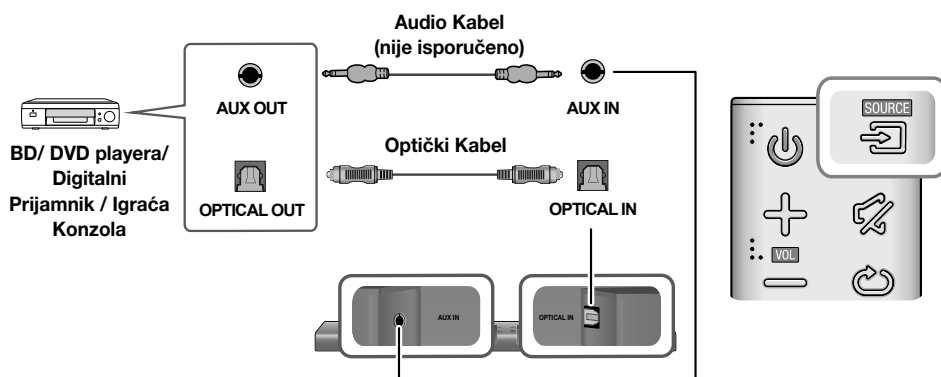 Audio Kabel
(nije isporučeno)
AUX OUT
AUX IN
SOURCE
BD/ DVD playera/
Digitalni
Prijamnik / Igraća
Konzola
Optički Kabel
OPTICAL OUT
OPTICAL IN
VOL
AUX IN
OPTICAL IN